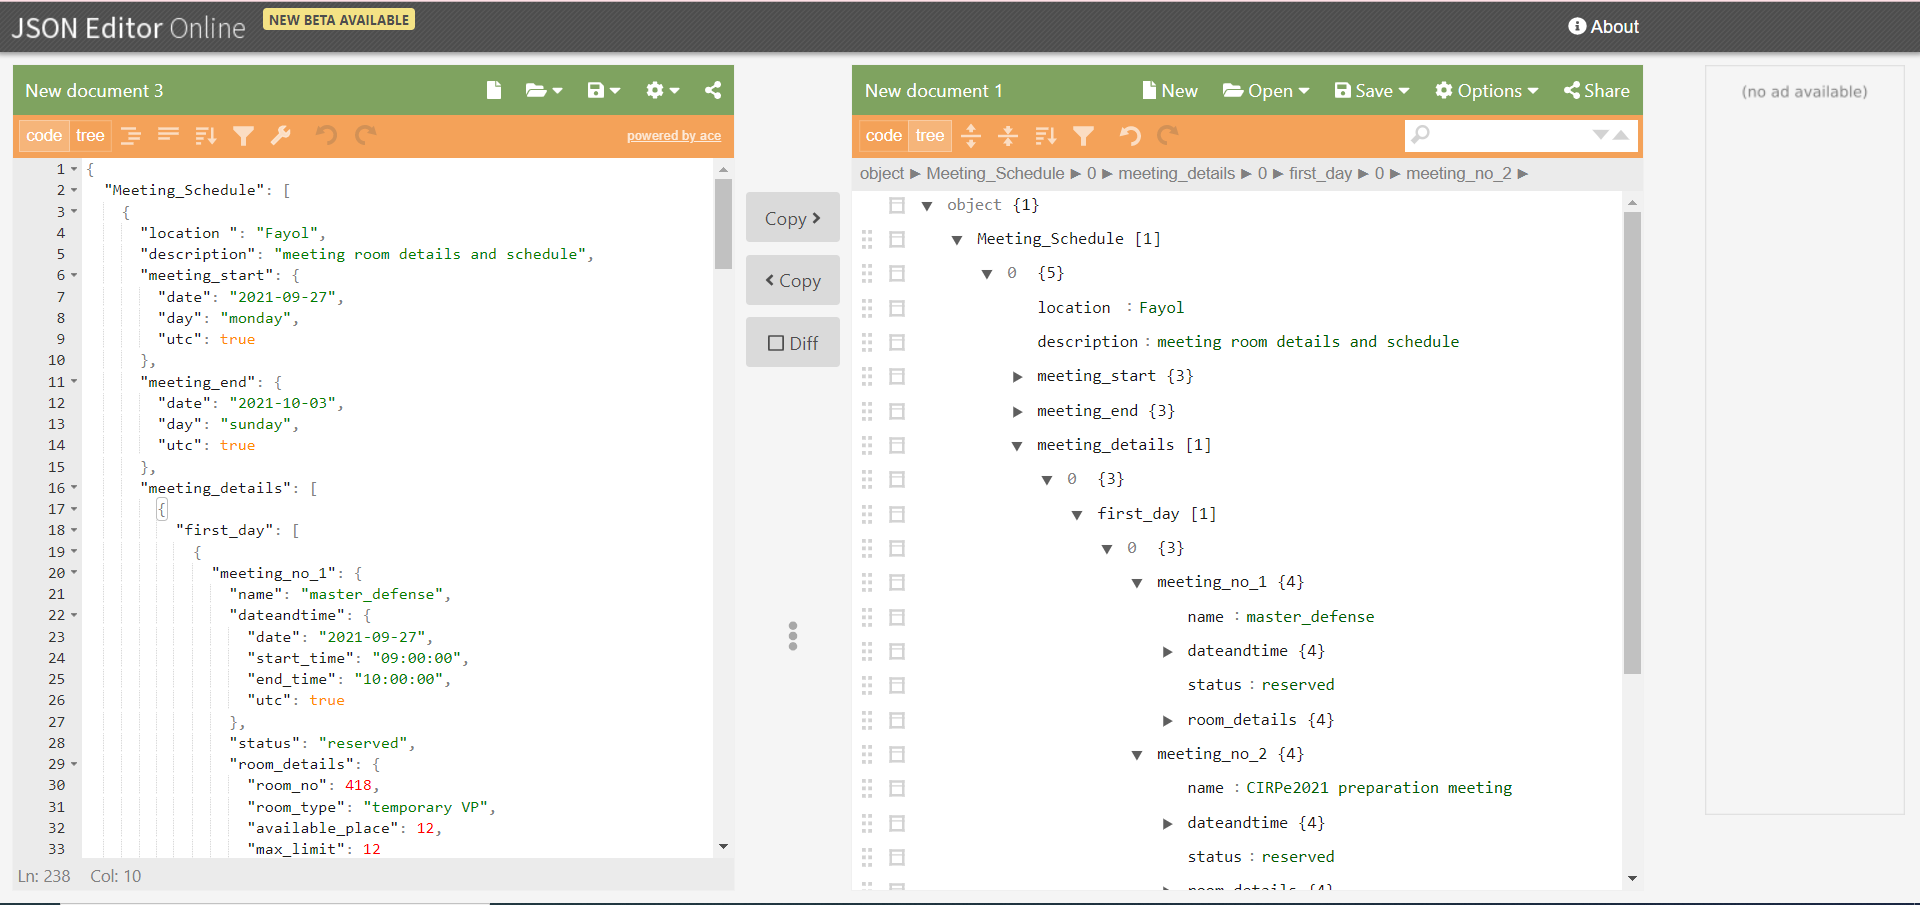 JSON Editor Online NEW BETA AVAILABLE
About
New document 3
code tree powered by ace
1 {
2 "Meeting_Schedule": [
3 {
4 "location ": "Fayol",
5 "description": "meeting room details and schedule",
6 "meeting_start": {
7 "date": "2021-09-27",
8 "day": "monday",
9 "utc": true
10 },
11 "meeting_end": {
12 "date": "2021-10-03",
13 "day": "sunday",
14 "utc": true
15 },
16 "meeting_details": [
17 {
18 "first_day": [
19 {
20 "meeting_no_1": {
21 "name": "master_defense",
22 "dateandtime": {
23 "date": "2021-09-27",
24 "start_time": "09:00:00",
25 "end_time": "10:00:00",
26 "utc": true
27 },
28 "status": "reserved",
29 "room_details": {
30 "room_no": 418,
31 "room_type": "temporary VP",
32 "available_place": 12,
33 "max_limit": 12
Ln: 238 Col: 10
Copy >
< Copy
Diff
New document 1 New Open Save Options Share
code tree
object ► Meeting_Schedule ► 0 ► meeting_details ► 0 ► first_day ► 0 ► meeting_no_2 ►
object {1}
Meeting_Schedule [1]
0 {5}
location : Fayol
description : meeting room details and schedule
meeting_start {3}
meeting_end {3}
meeting_details [1]
0 {3}
first_day [1]
0 {3}
meeting_no_1 {4}
name : master_defense
dateandtime {4}
status : reserved
room_details {4}
meeting_no_2 {4}
name : CIRPe2021 preparation meeting
dateandtime {4}
status : reserved
room_details {4}
(no ad available)